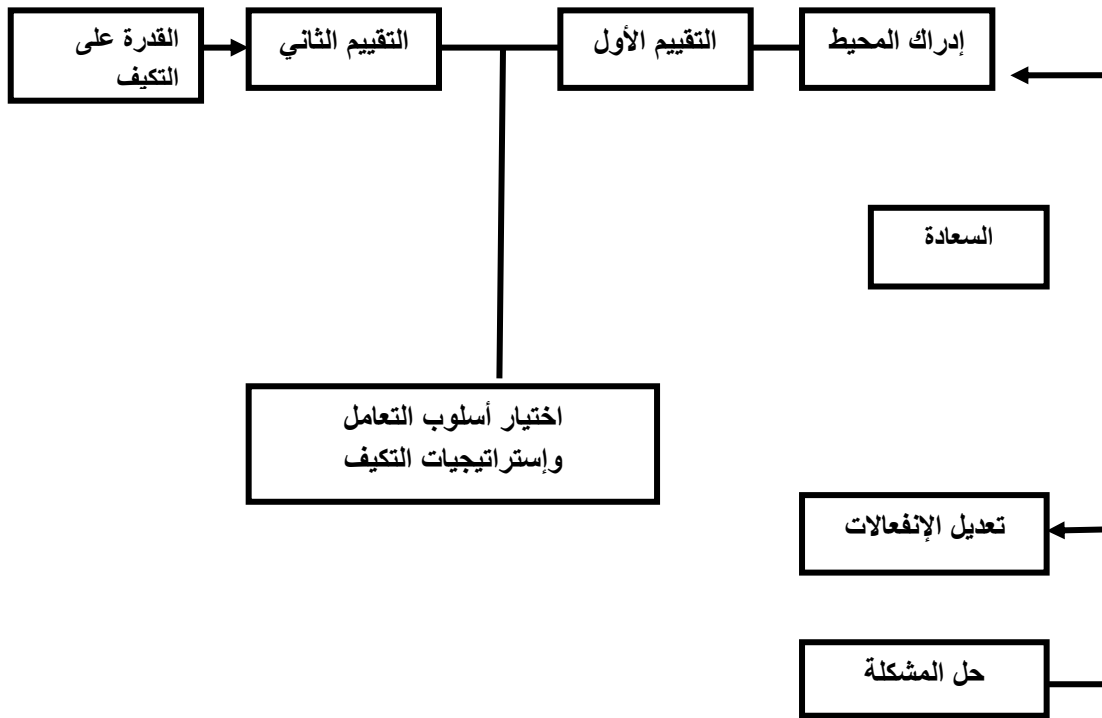 إدراك المحيط
التقييم الأول
التقييم الثاني
القدرة على
التكيف
السعادة
اختيار أسلوب التعامل
وإستراتيجيات التكيف
تعديل الإنفعالات
حل المشكلة